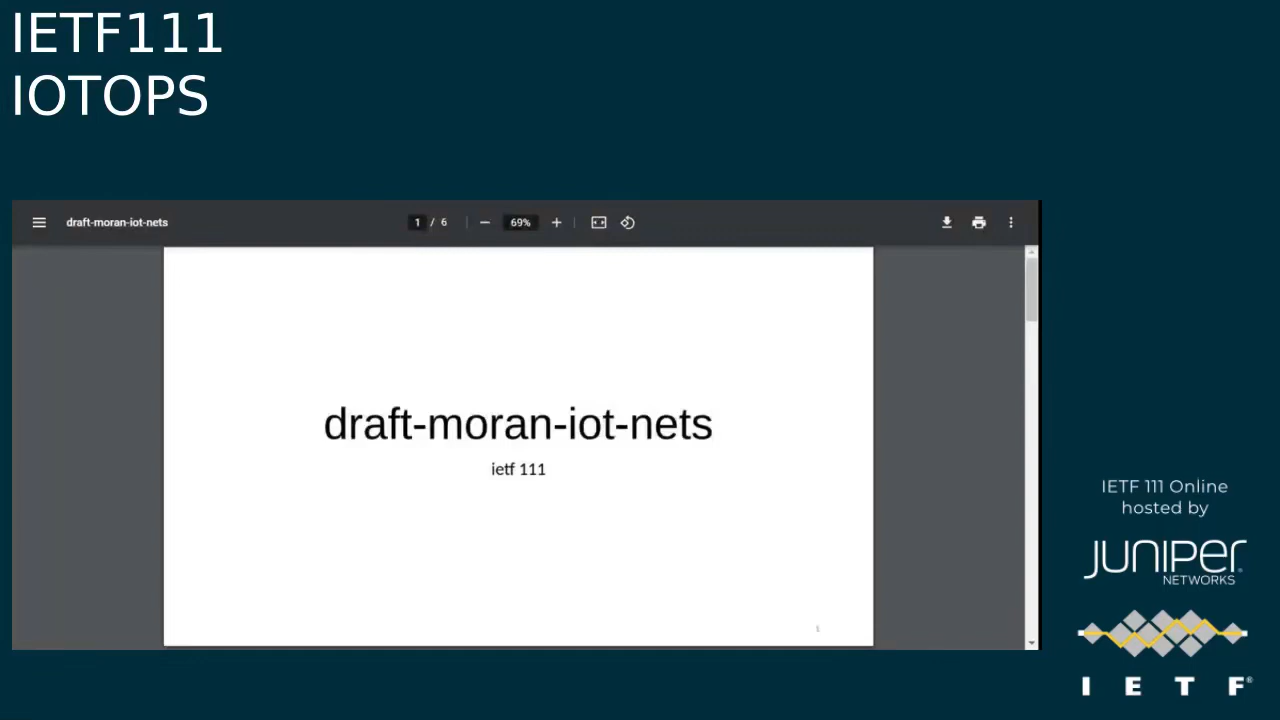 IETF111
IOTOPS
draft-moran-iot-nets
1 / 6
69%
draft-moran-iot-nets
ietf 111
1
IETF 111 Online
hosted by
JUNIPER
NETWORKS
I E T F®